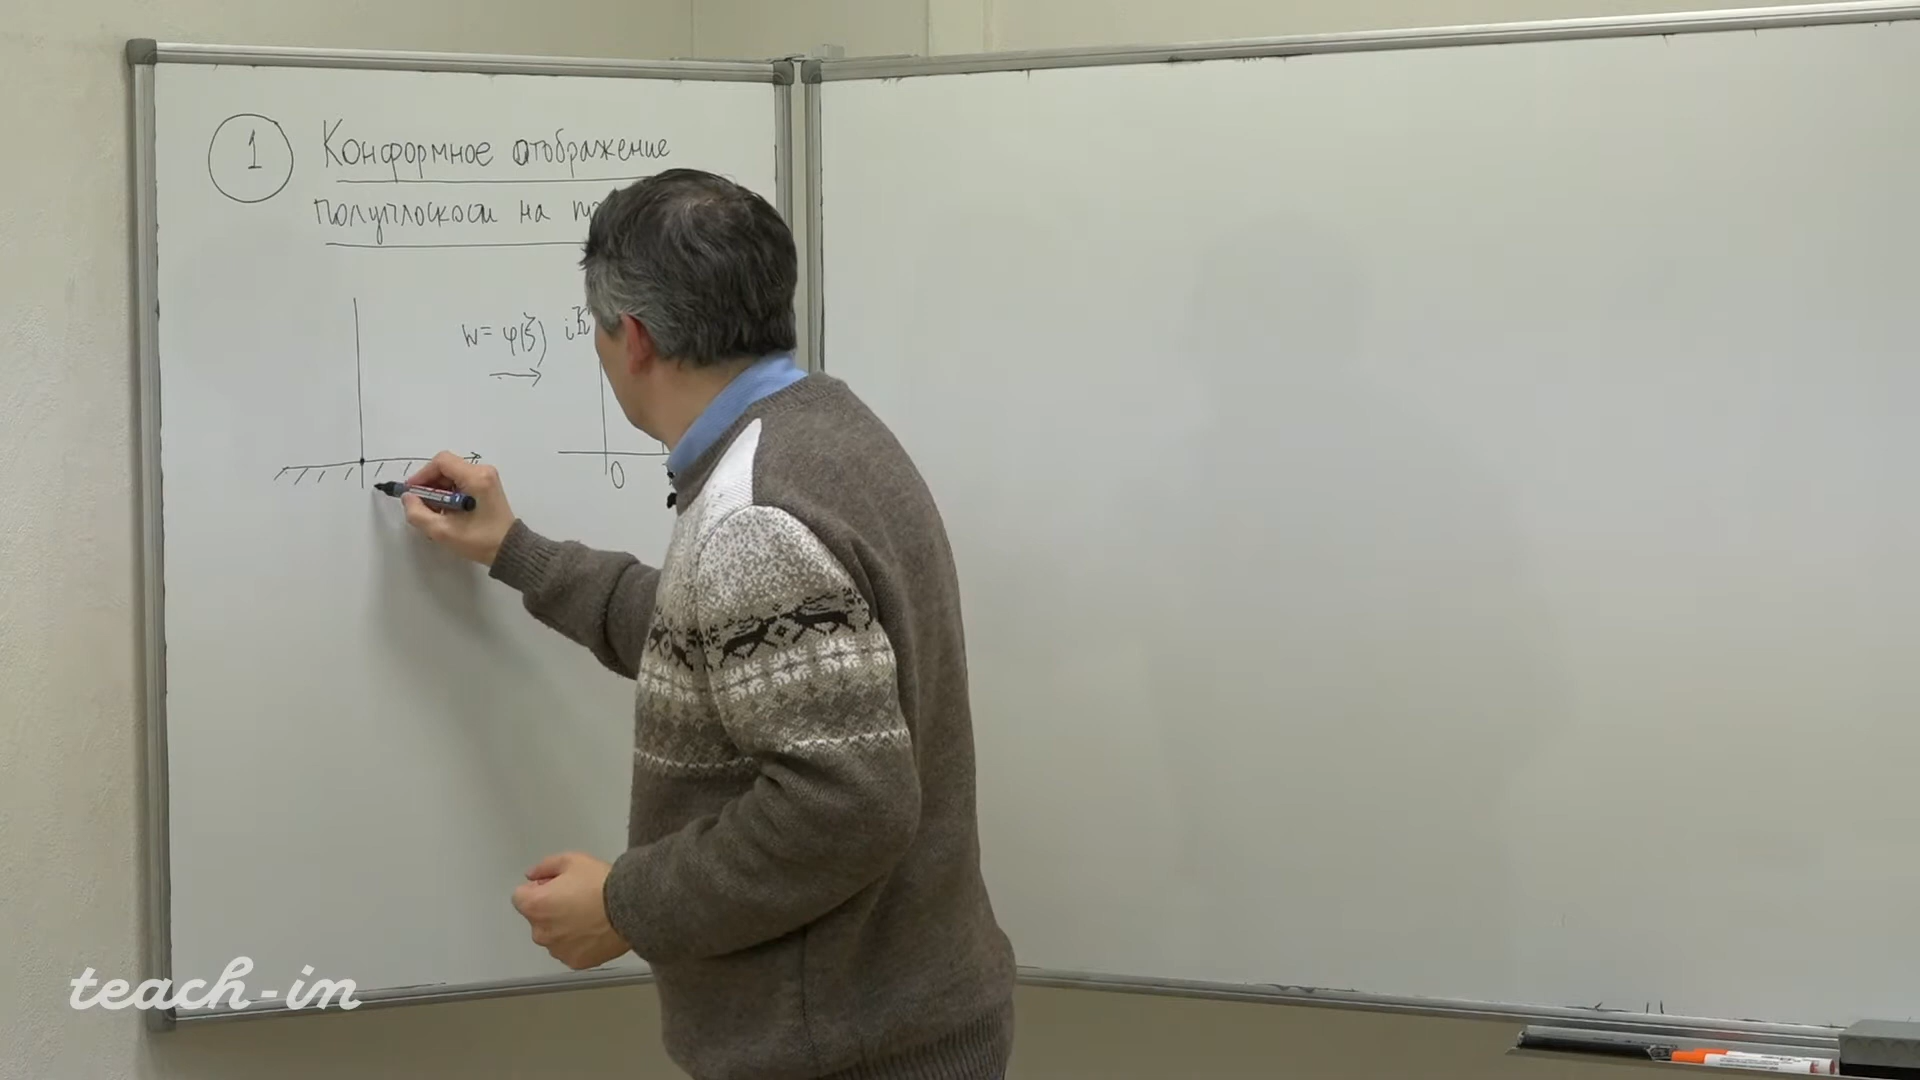 1 Конформное отображение
полуплоскости на
w = φ(ζ)
0
teach-in